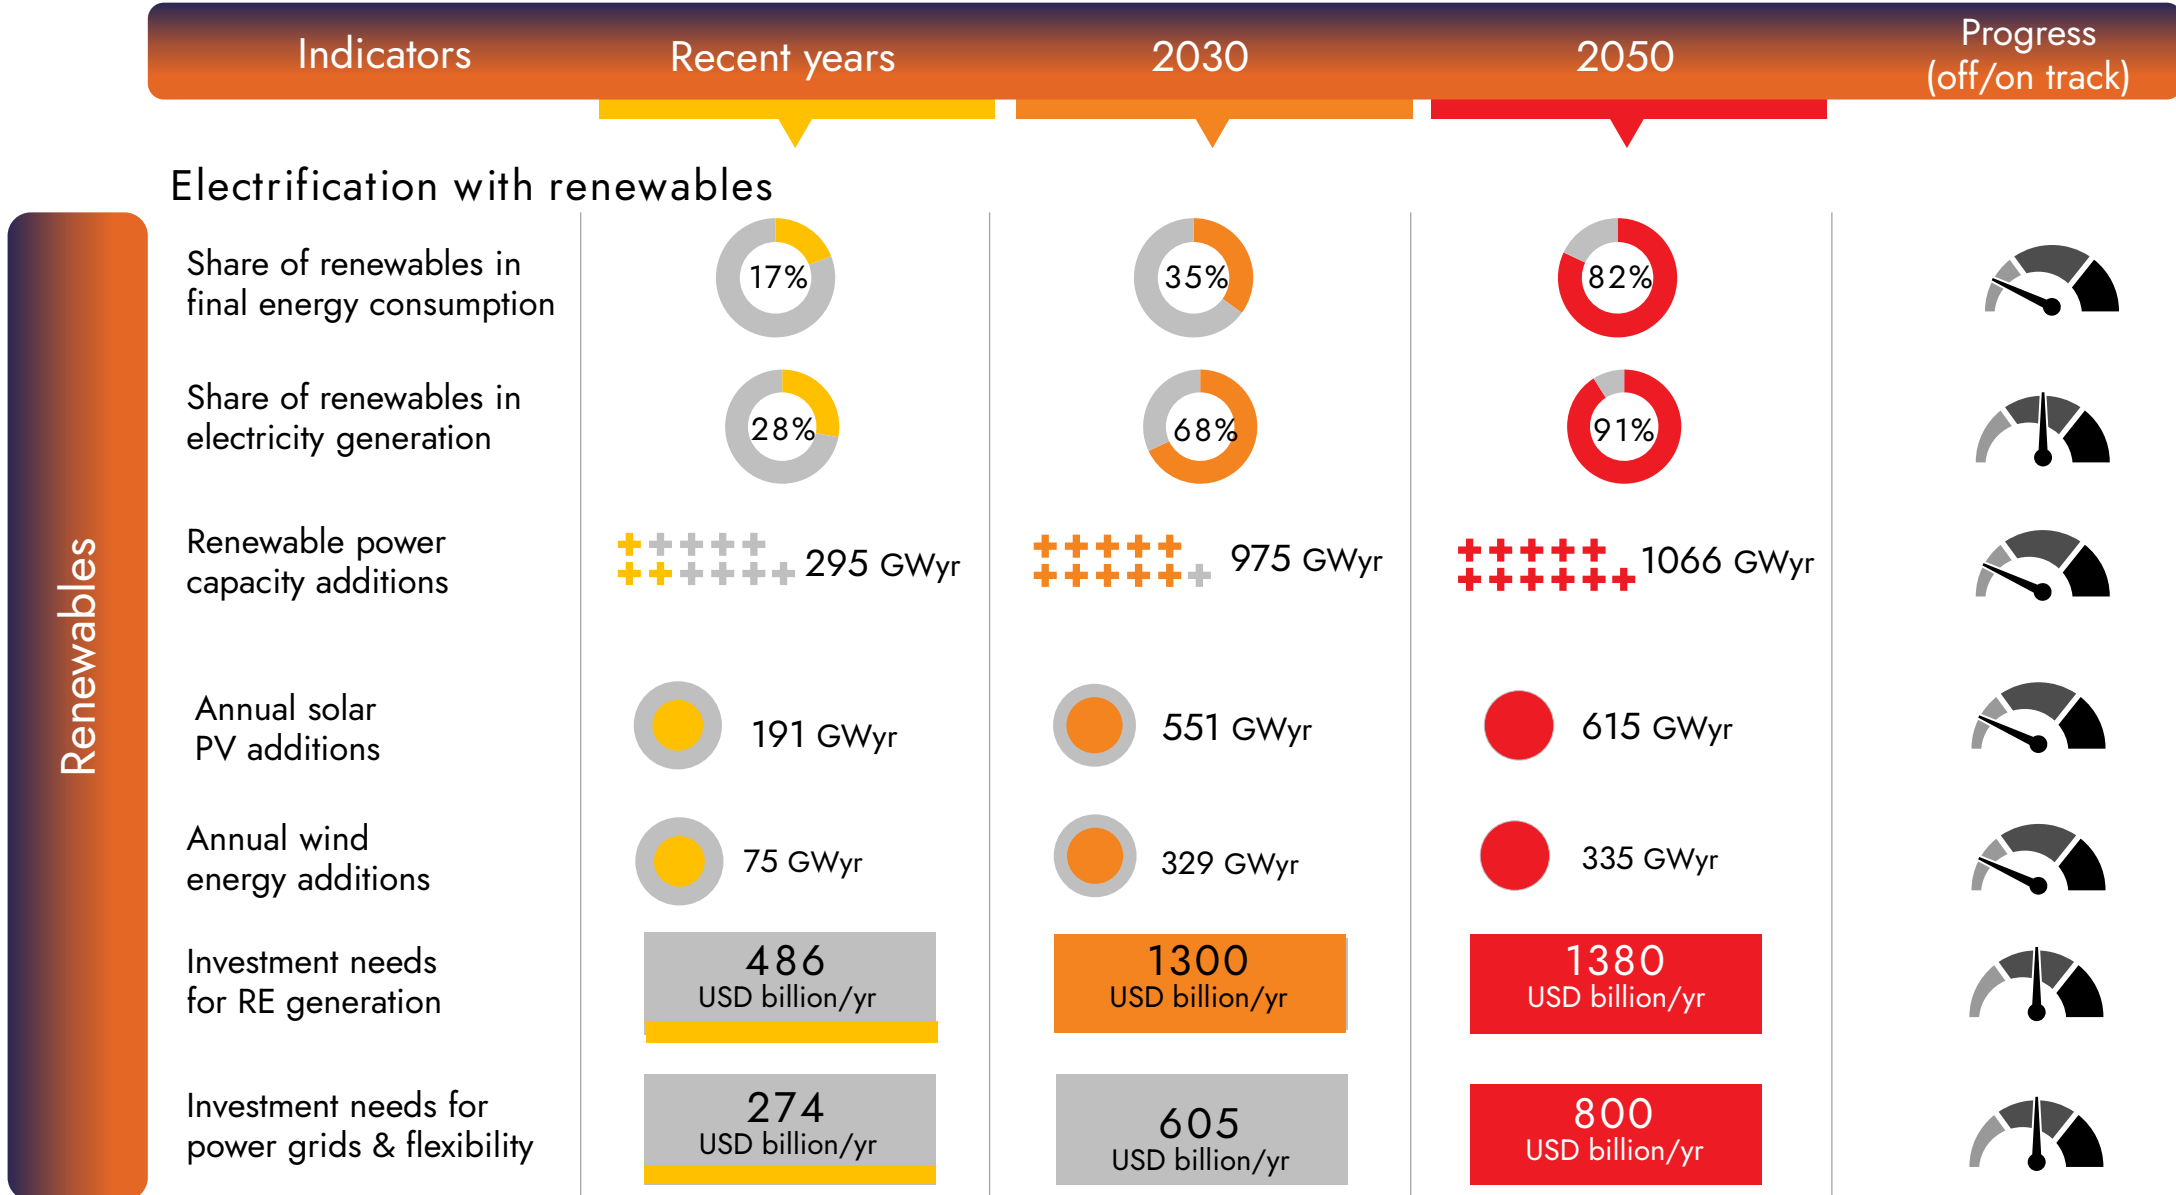 Indicators
Recent years
2030
2050
Progress
(off/on track)
Electrification with renewables
Renewables
Share of renewables in
final energy consumption
17%
35%
82%
Share of renewables in
electricity generation
28%
68%
91%
Renewable power
capacity additions
295 GWyr
975 GWyr
1066 GWyr
Annual solar
PV additions
191 GWyr
551 GWyr
615 GWyr
Annual wind
energy additions
75 GWyr
329 GWyr
335 GWyr
Investment needs
for RE generation
486
USD billion/yr
1300
USD billion/yr
1380
USD billion/yr
Investment needs for
power grids & flexibility
274
USD billion/yr
605
USD billion/yr
800
USD billion/yr